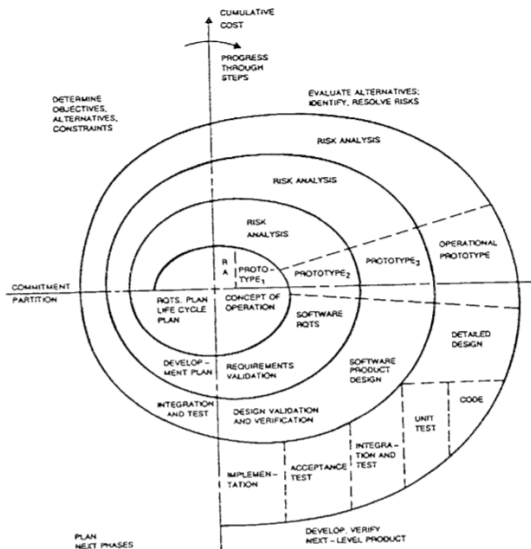 CUMULATIVE
COST
PROGRESS
THROUGH
STEPS
DETERMINE
OBJECTIVES,
ALTERNATIVES,
CONSTRAINTS
EVALUATE ALTERNATIVES;
IDENTIFY, RESOLVE RISKS
RISK ANALYSIS
RISK ANALYSIS
RISK
ANALYSIS
R
A
PROTO-
TYPE1
PROTOTYPE2
PROTOTYPE3
OPERATIONAL
PROTOTYPE
COMMITMENT
PARTITION
RQTS. PLAN
LIFE CYCLE
PLAN
CONCEPT OF
OPERATION
SOFTWARE
RQTS
DETAILED
DESIGN
DEVELOP-
MENT PLAN
REQUIREMENTS
VALIDATION
SOFTWARE
PRODUCT
DESIGN
INTEGRATION
AND TEST
DESIGN VALIDATION
AND VERIFICATION
CODE
UNIT
TEST
INTEGRA-
TION AND
TEST
ACCEPTANCE
TEST
IMPLEMEN-
TATION
PLAN
NEXT PHASES
DEVELOP, VERIFY
NEXT-LEVEL PRODUCT